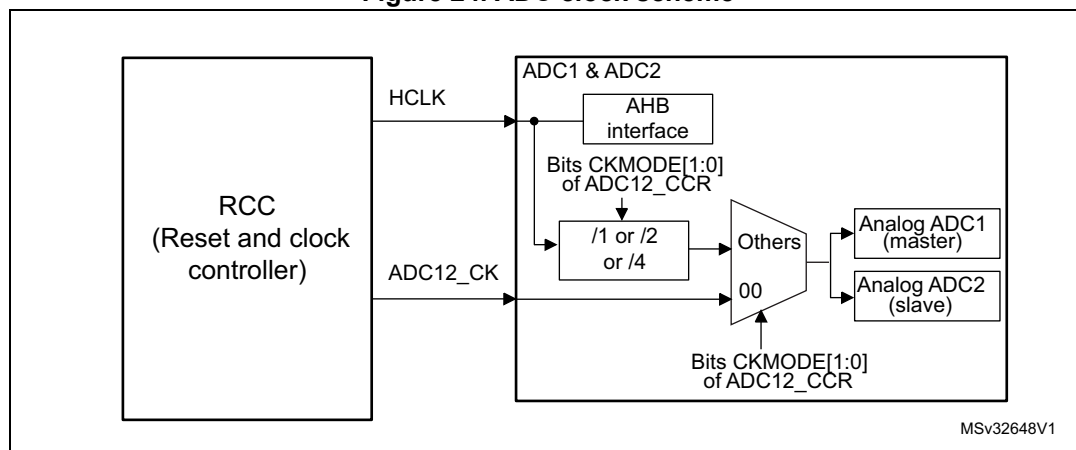 Figure ADC clock scheme
ADC1 & ADC2
HCLK
AHB
interface
Bits CKMODE[1:0]
of ADC12_CCR
RCC
(Reset and clock
controller)
/1 or /2
or /4
Others
00
Analog ADC1
(master)
ADC12_CK
Analog ADC2
(slave)
Bits CKMODE[1:0]
of ADC12_CCR
MSv32648V1